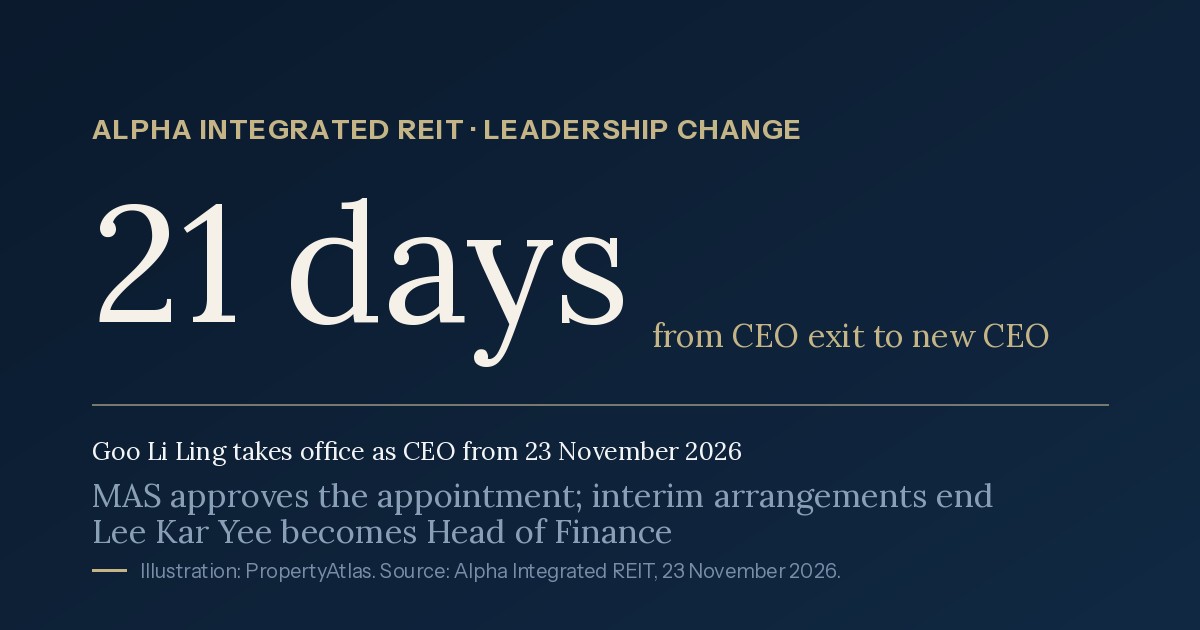 ALPHA INTEGRATED REIT · LEADERSHIP CHANGE
21 days from CEO exit to new CEO
Goo Li Ling takes office as CEO from 23 November 2026
MAS approves the appointment; interim arrangements end
Lee Kar Yee becomes Head of Finance
Illustration: PropertyAtlas. Source: Alpha Integrated REIT, 23 November 2026.